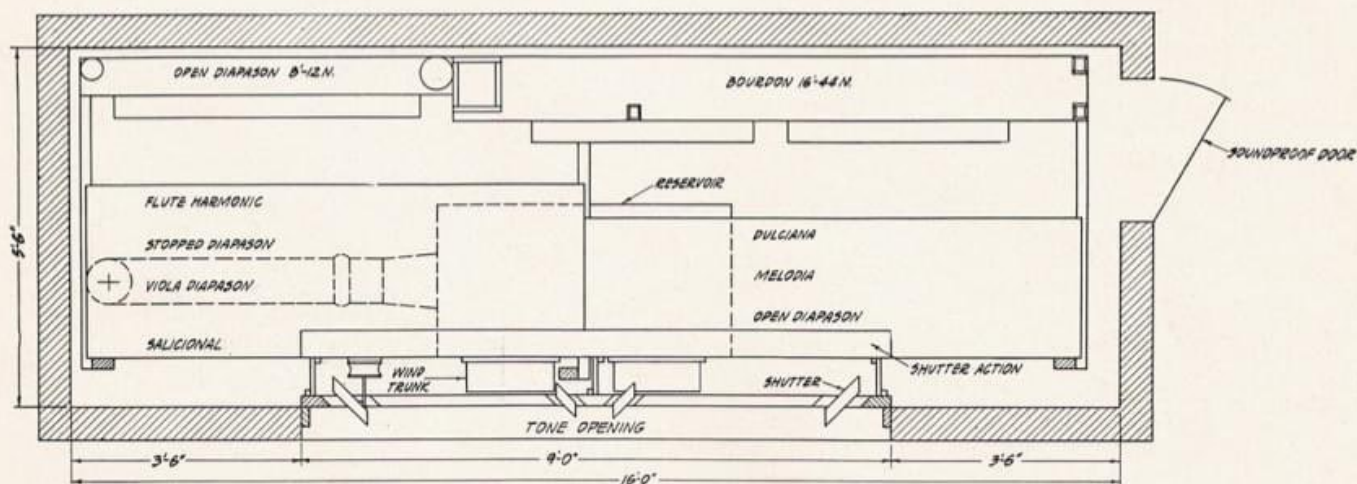 OPEN DIAPASON 8'-12 N.
BOURDON 16'-44 N.
SOUNDPROOF DOOR
RESERVOIR
FLUTE HARMONIC
STOPPED DIAPASON
VIOLA DIAPASON
SALICIONAL
DULCIANA
MELODIA
OPEN DIAPASON
5'-6"
WIND
TRUNK
SHUTTER
SHUTTER ACTION
TONE OPENING
3'-6"
9'-0"
3'-6"
16'-0"